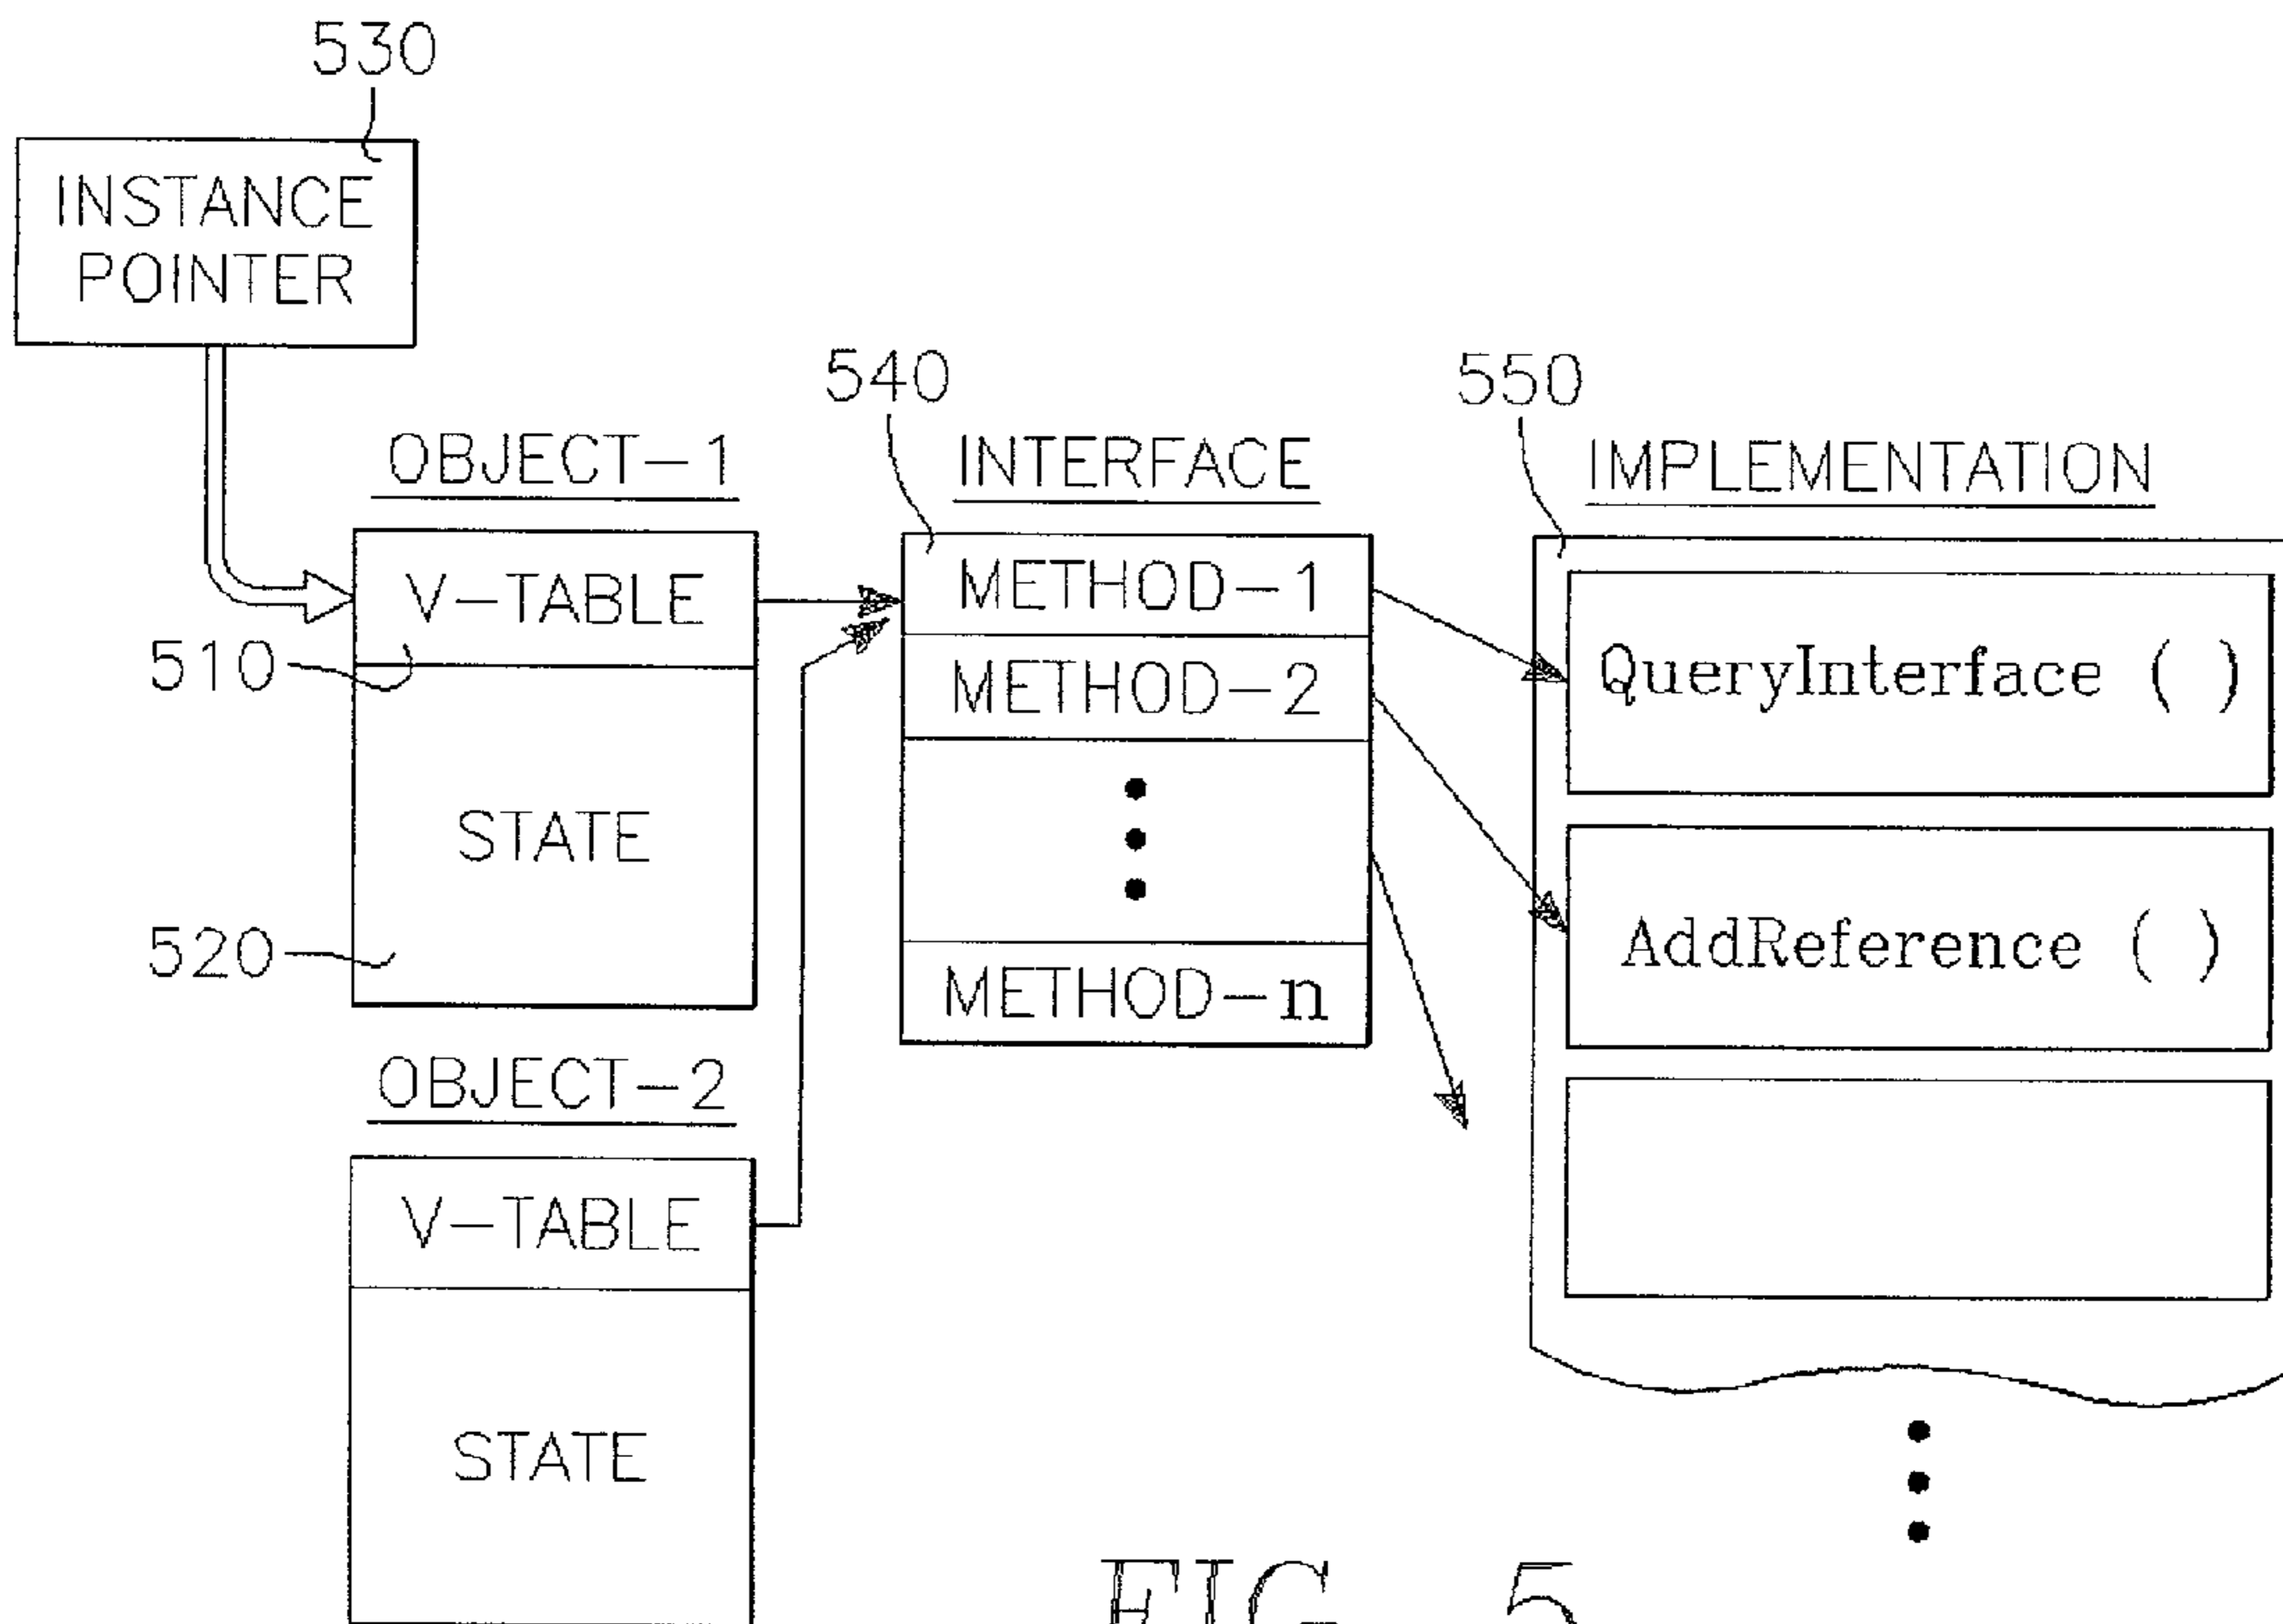 530
INSTANCE
POINTER
540
550
OBJECT-1
INTERFACE
IMPLEMENTATION
V-TABLE
METHOD-1
QueryInterface ( )
510
METHOD-2
STATE
520
AddReference ( )
METHOD-n
OBJECT-2
V-TABLE
STATE
FIG. 5